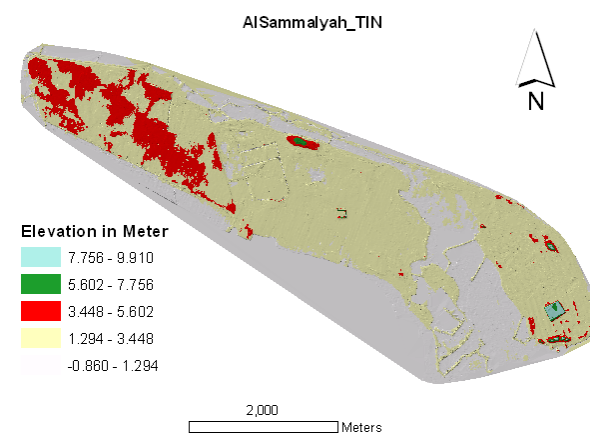 AlSammalyah_TIN
N
Elevation in Meter
7.756 - 9.910
5.602 - 7.756
3.448 - 5.602
1.294 - 3.448
-0.860 - 1.294
2,000
Meters